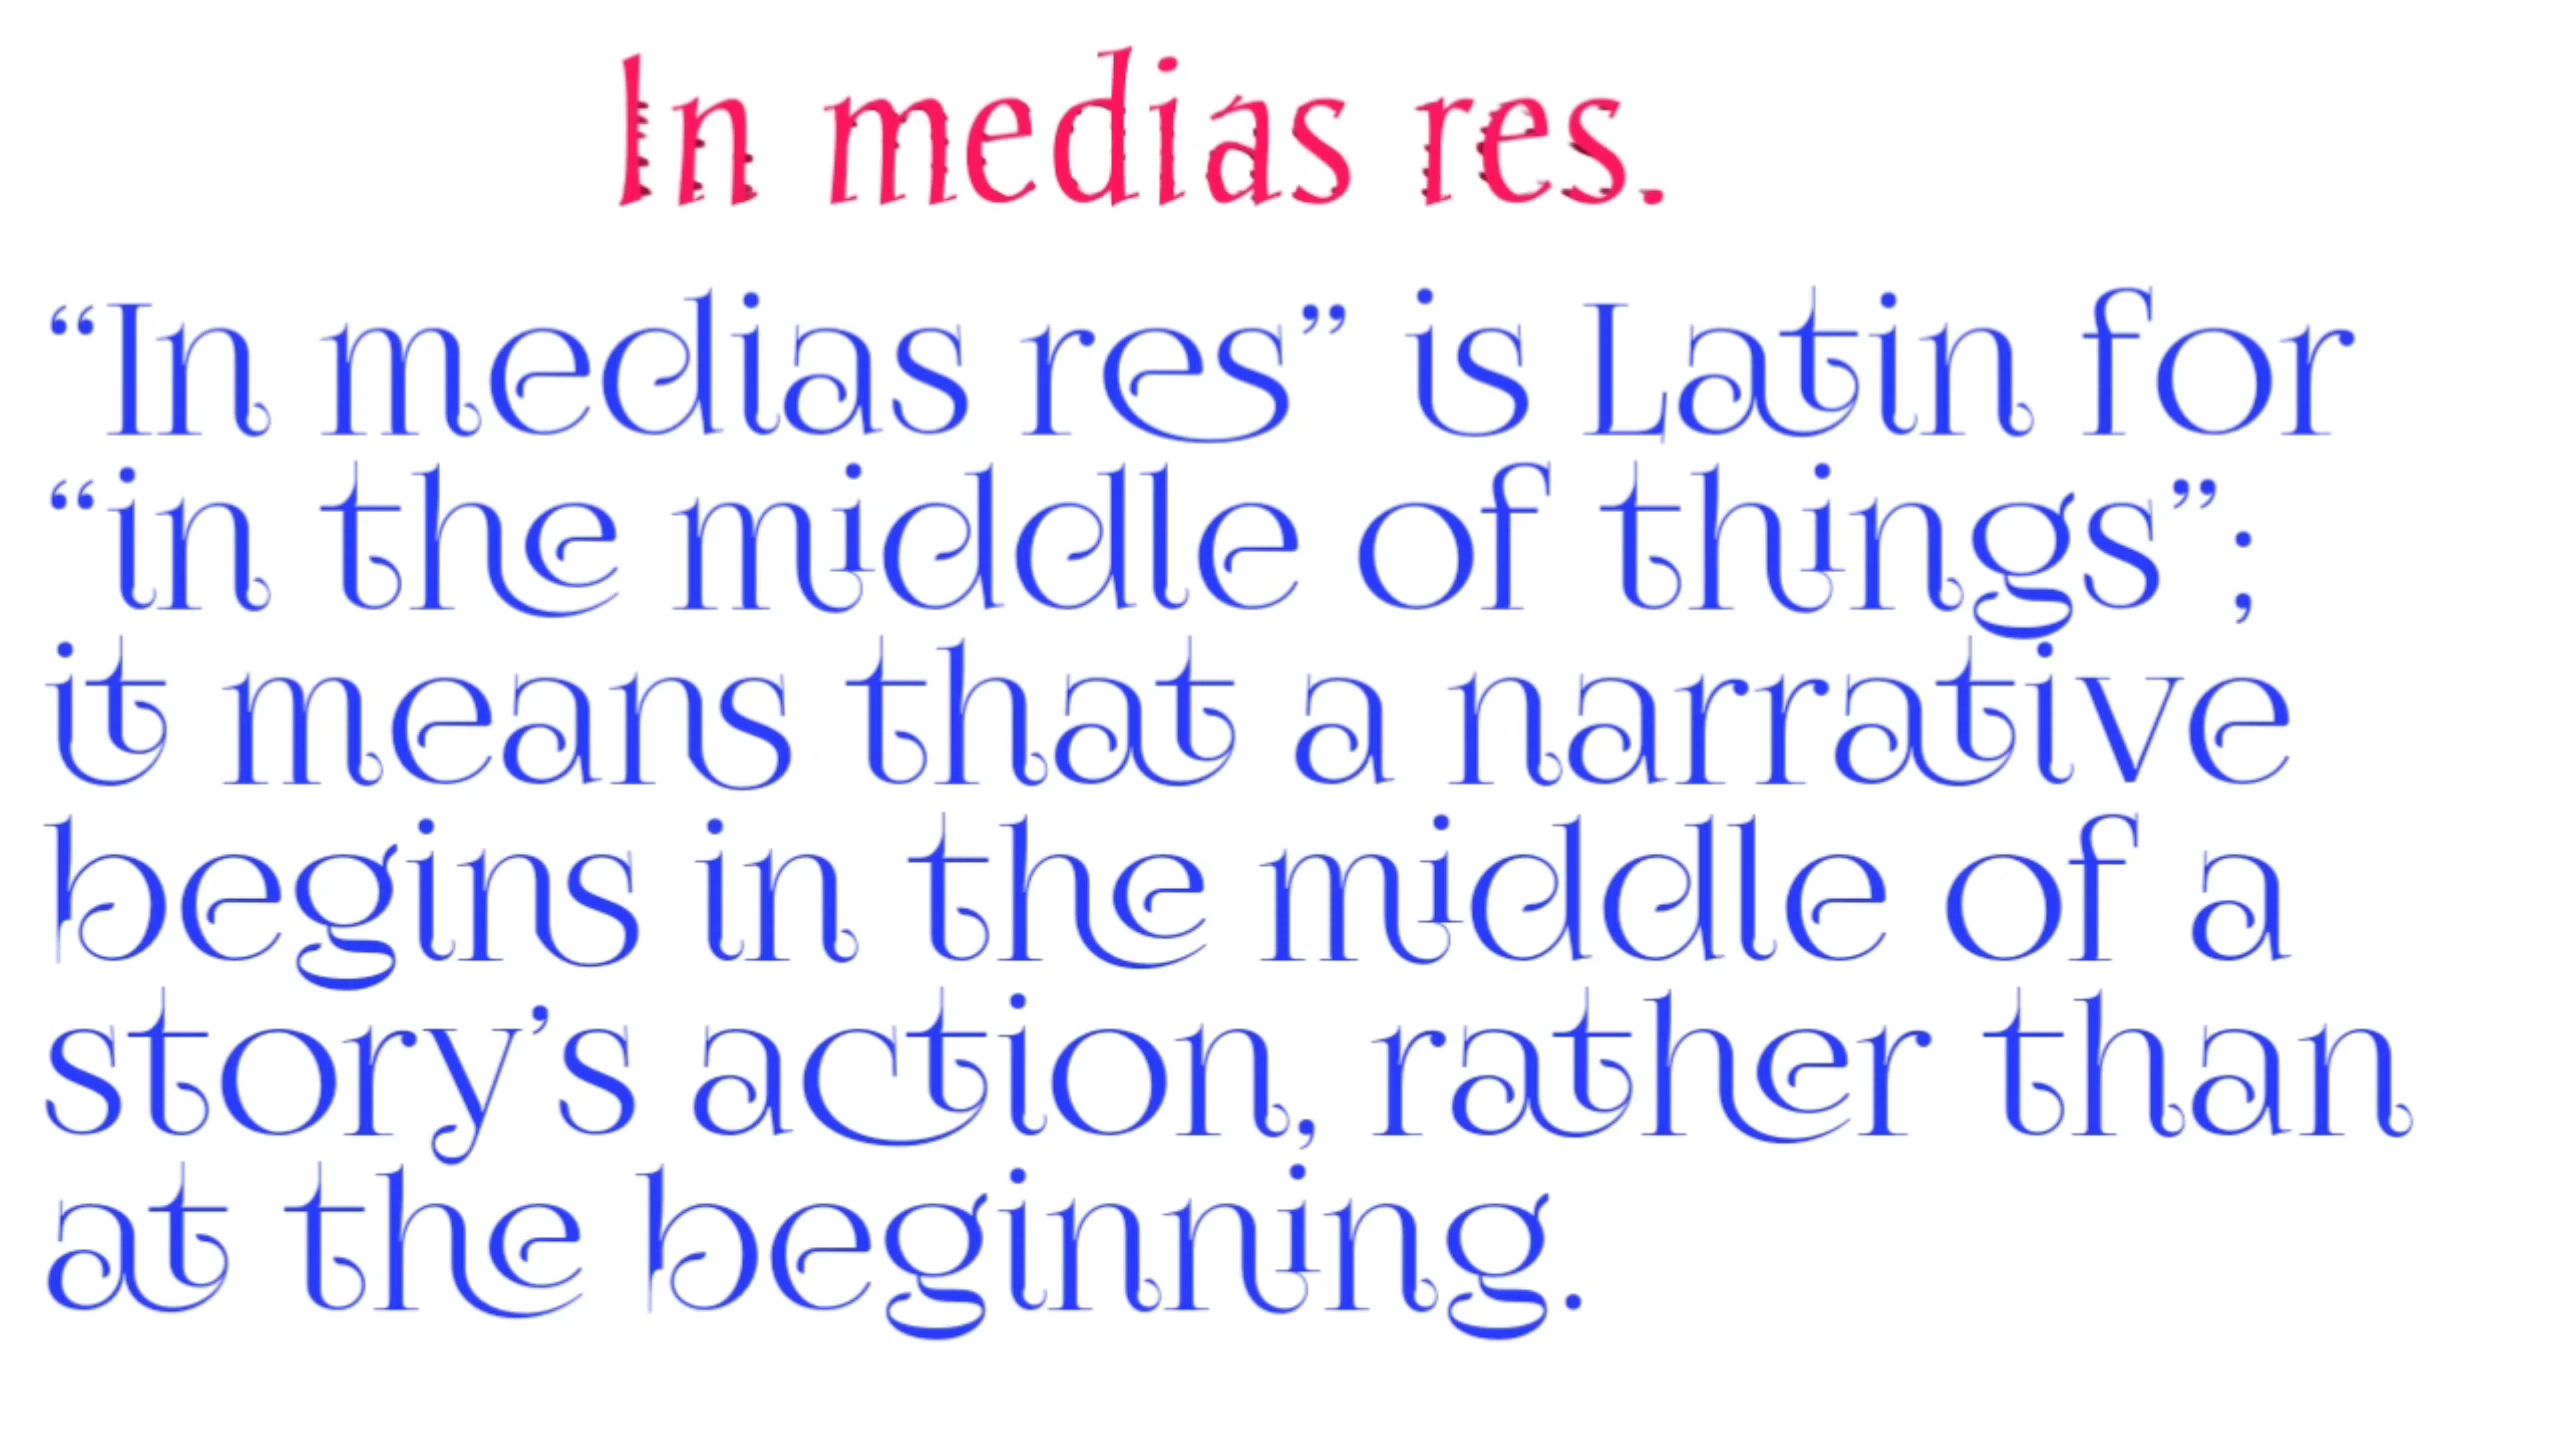 In medias res.
“In medias res” is Latin for
“in the middle of things”;
it means that a narrative
begins in the middle of a
story’s action, rather than
at the beginning.